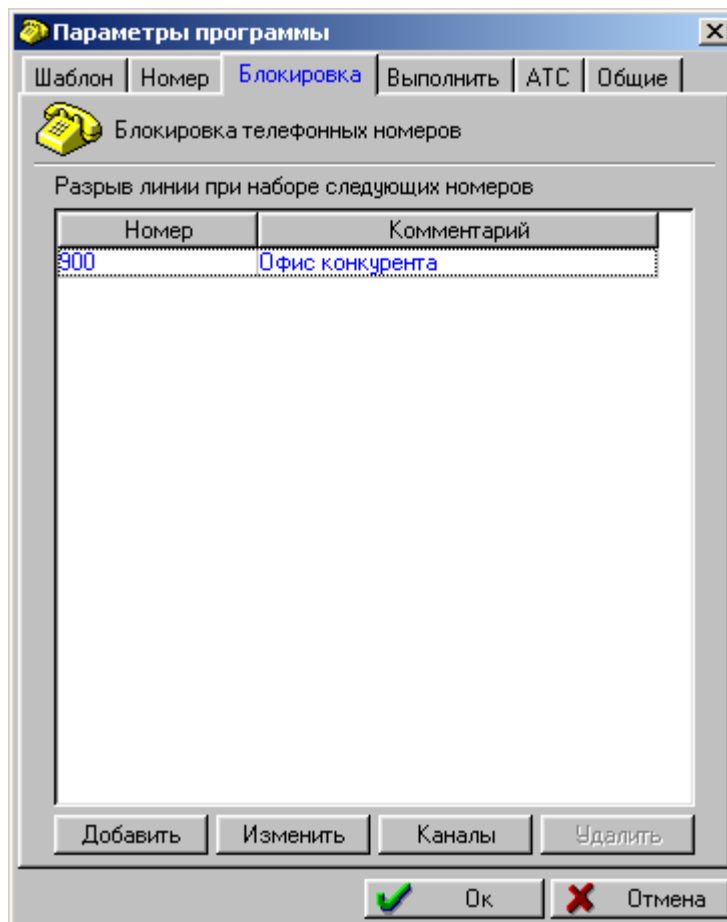 Параметры программы
Шаблон Номер Блокировка Выполнить АТС Общие
Блокировка телефонных номеров
Разрыв линии при наборе следующих номеров
Номер Комментарий
900 Офис конкурента
Добавить Изменить Каналы Удалить
Ок Отмена